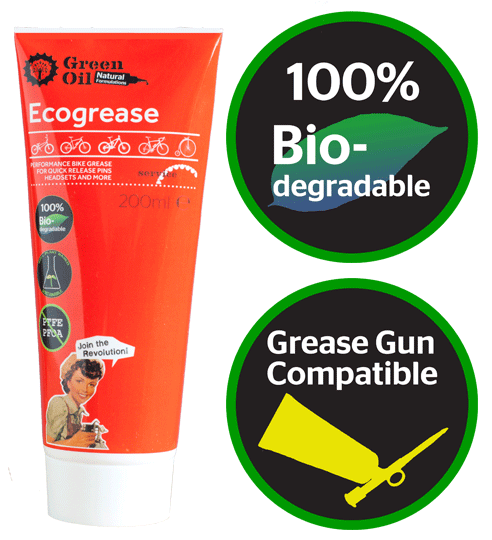 Green
Oil
Natural
Formulations
Ecogrease
PERFORMANCE BIKE GREASE
FOR QUICK RELEASE PINS
HEADSETS AND MORE
service
200ml e
100%
Bio-
degradable
PTFE
PFOA
Join the
Revolution!
100%
Bio-
degradable
Grease Gun
Compatible